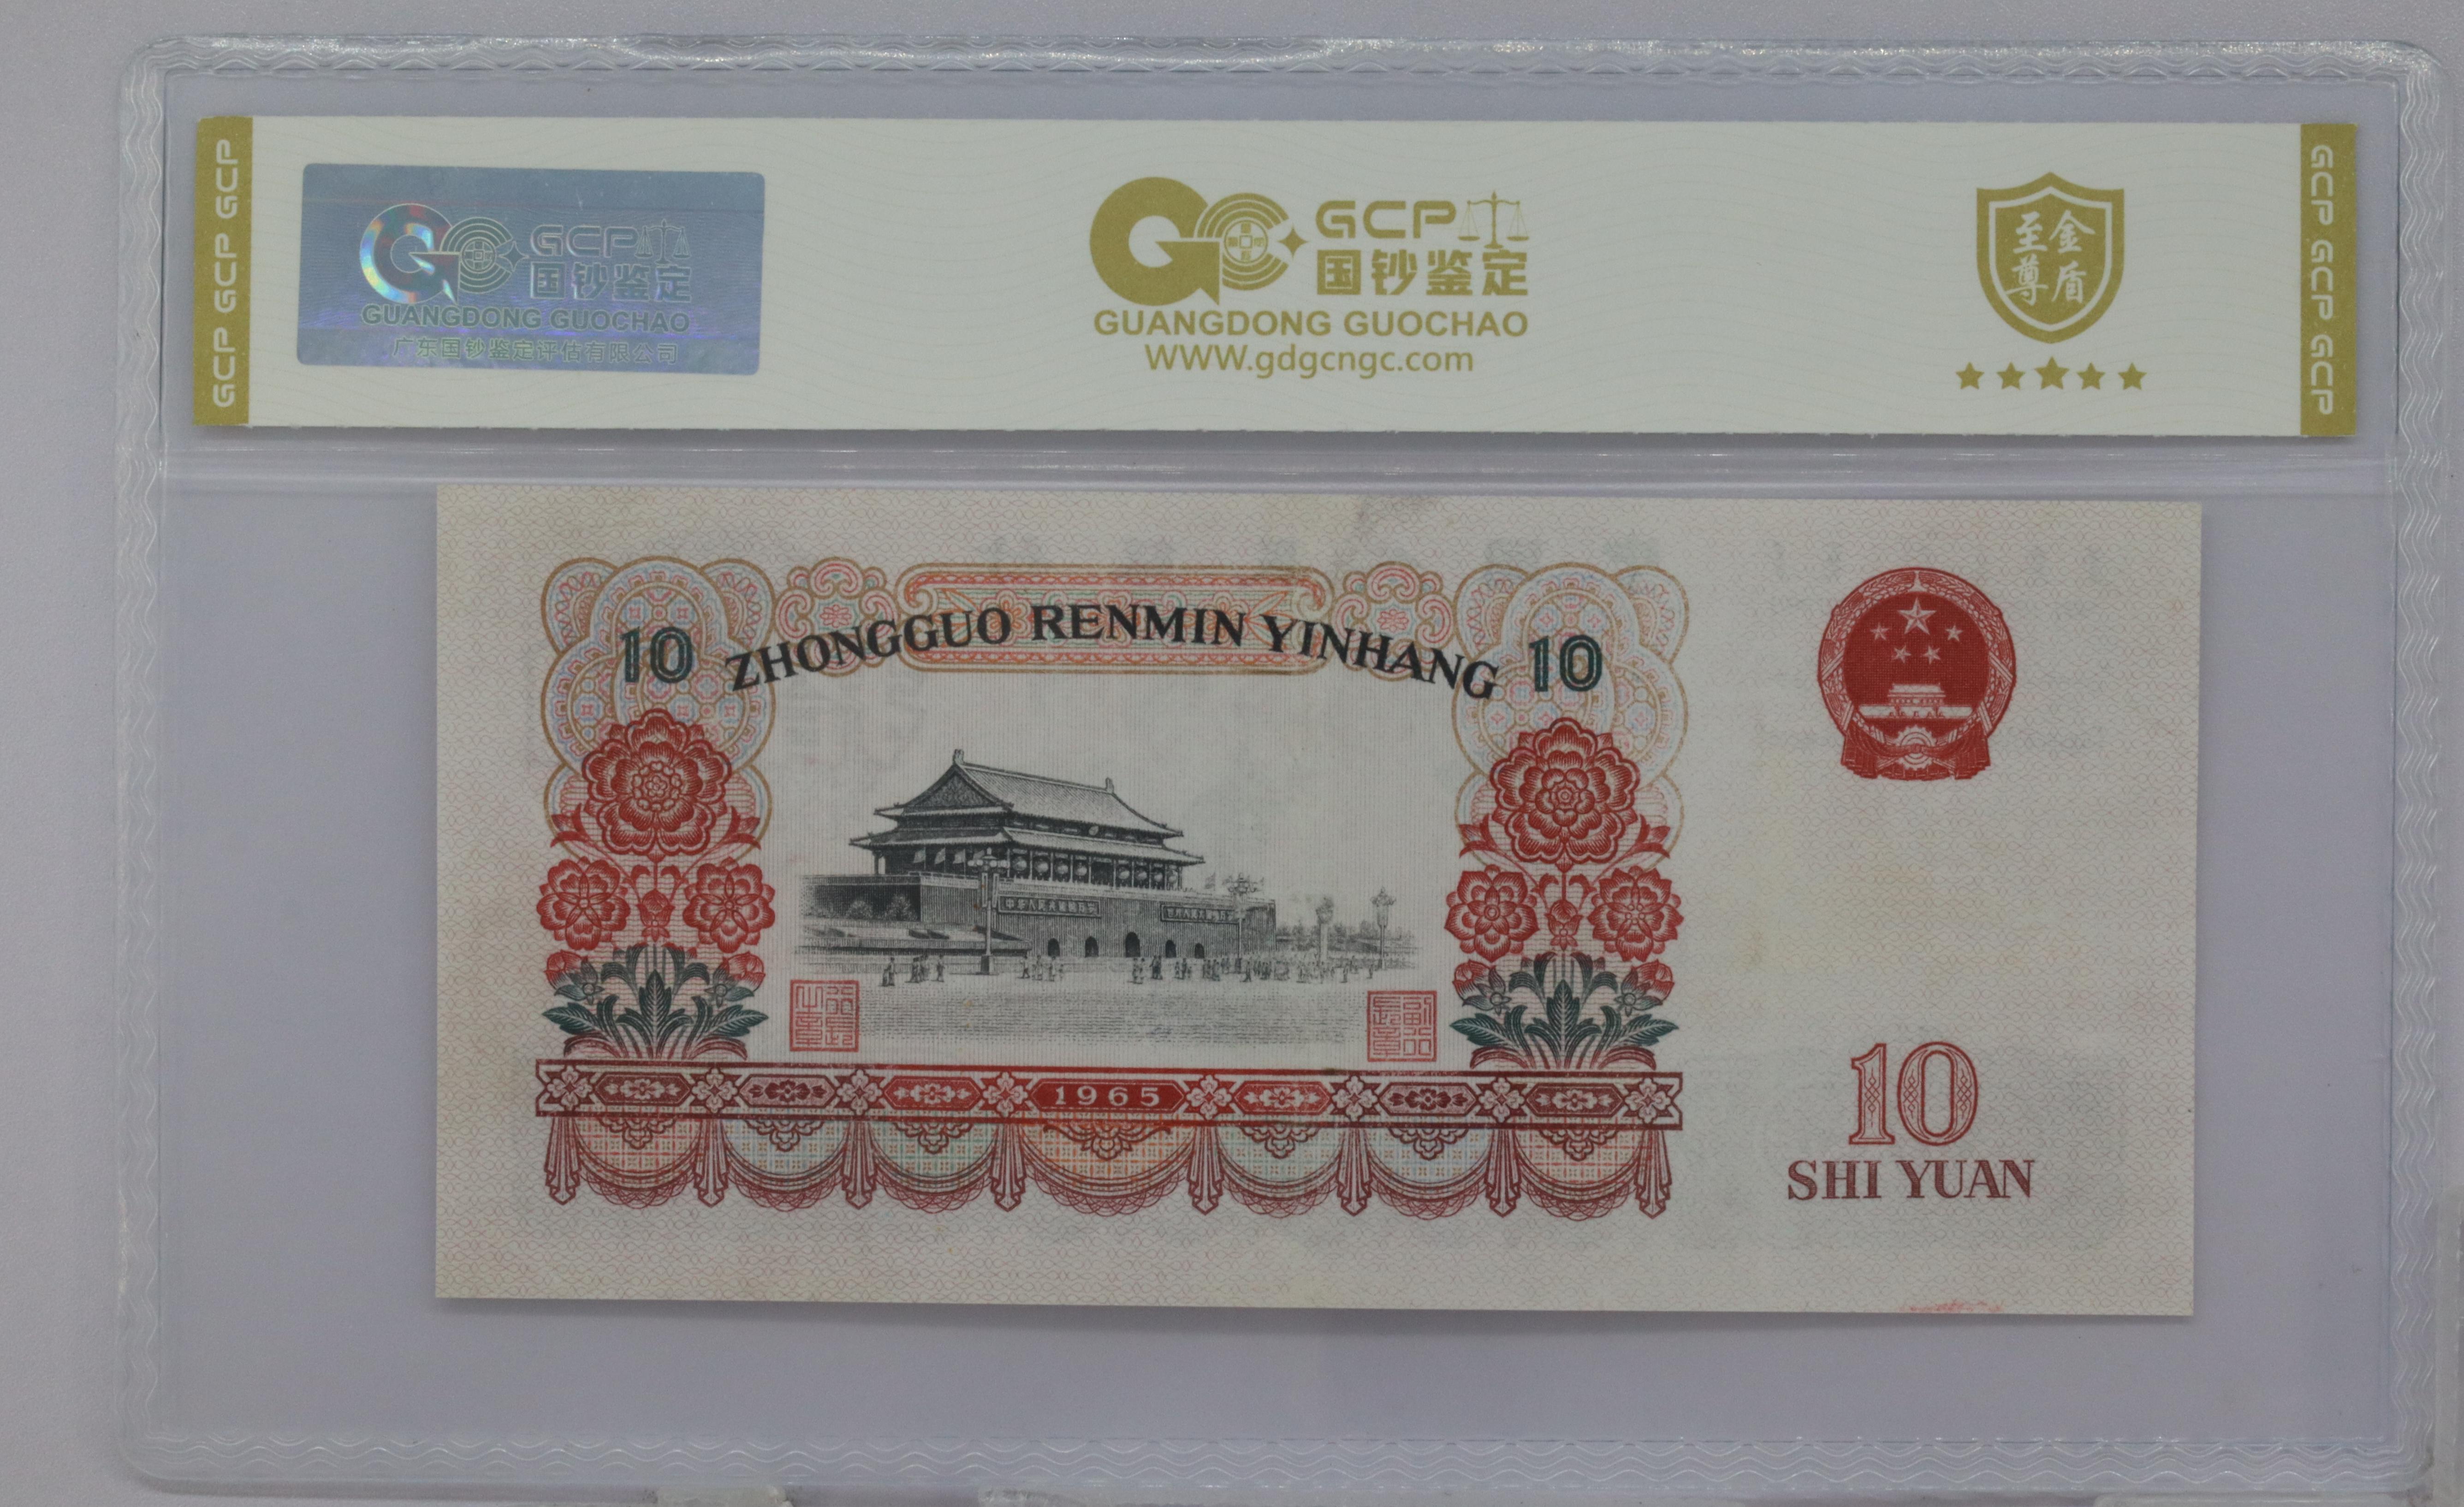 GCP GCP GCP
GCP
国钞鉴定
GUANGDONG GUOCHAO
广东国钞鉴定评估有限公司
GCP
国钞鉴定
GUANGDONG GUOCHAO
WWW.gdgcngc.com
至金
尊盾
GCP GCP GCP
10 ZHONGGUO RENMIN YINHANG 10
1965
10
SHI YUAN